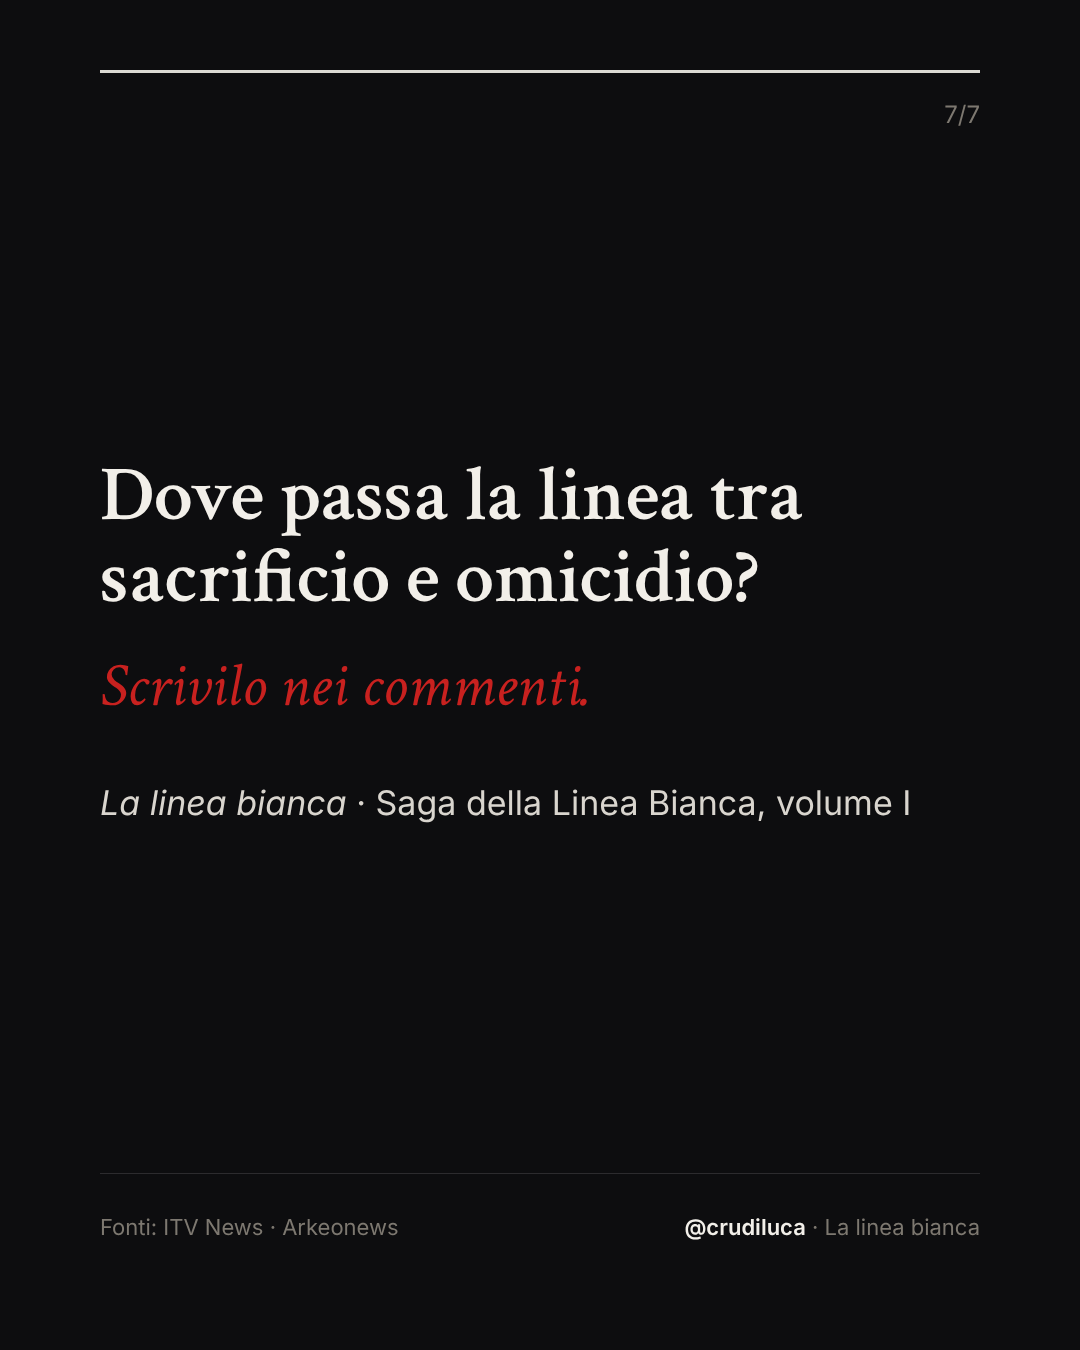 7/7
Dove passa la linea tra
sacrificio e omicidio?
Scrivilo nei commenti.
La linea bianca · Saga della Linea Bianca, volume I
Fonti: ITV News · Arkeonews
@crudiluca · La linea bianca